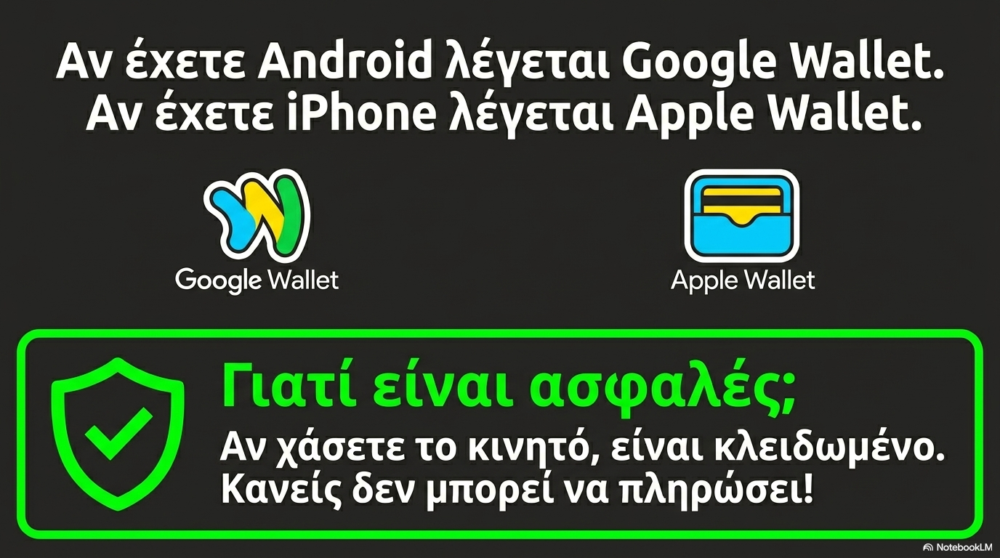 Αν έχετε Android λέγεται Google Wallet.
Αν έχετε iPhone λέγεται Apple Wallet.
Google Wallet
Apple Wallet
Γιατί είναι ασφαλές;
Αν χάσετε το κινητό, είναι κλειδωμένο.
Κανείς δεν μπορεί να πληρώσει!
NotebookLM